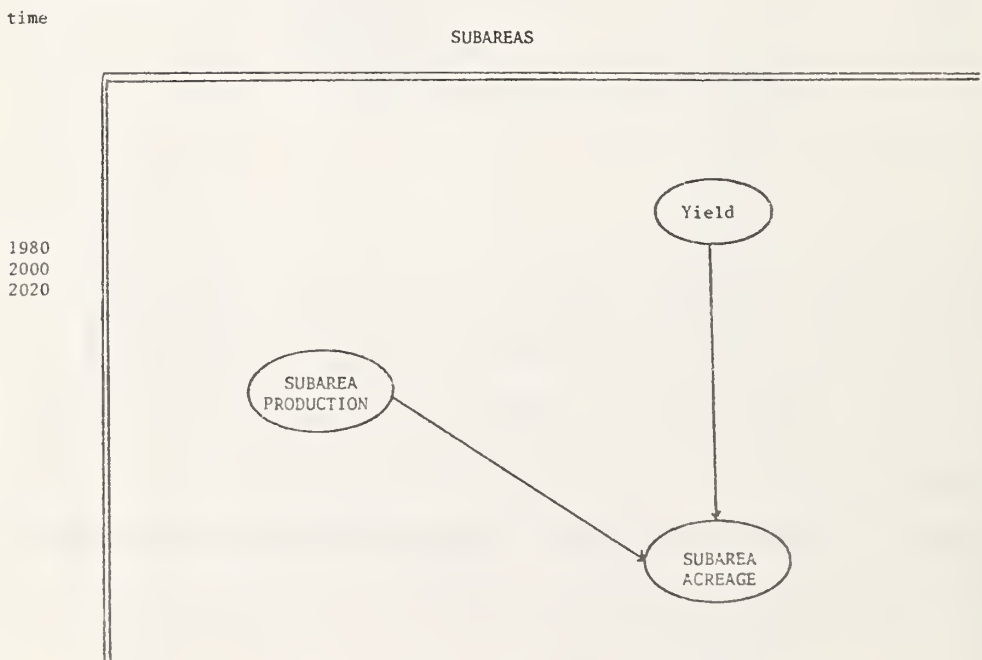 time
SUBAREAS
Yield
1980
2000
2020
SUBAREA
PRODUCTION
SUBAREA
ACREAGE